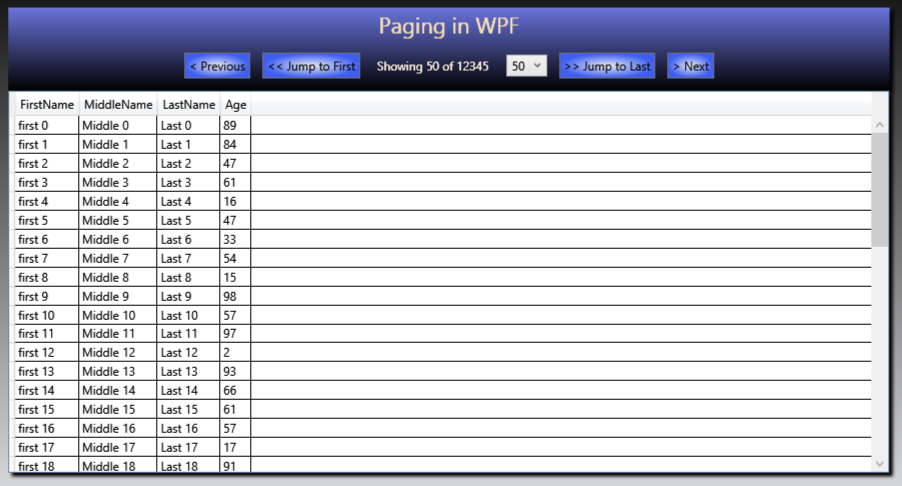 Paging in WPF
< Previous << Jump to First Showing 50 of 12345 50 >> Jump to Last > Next
FirstName MiddleName LastName Age
first 0 Middle 0 Last 0 89
first 1 Middle 1 Last 1 84
first 2 Middle 2 Last 2 47
first 3 Middle 3 Last 3 61
first 4 Middle 4 Last 4 16
first 5 Middle 5 Last 5 47
first 6 Middle 6 Last 6 33
first 7 Middle 7 Last 7 54
first 8 Middle 8 Last 8 15
first 9 Middle 9 Last 9 98
first 10 Middle 10 Last 10 57
first 11 Middle 11 Last 11 97
first 12 Middle 12 Last 12 2
first 13 Middle 13 Last 13 93
first 14 Middle 14 Last 14 66
first 15 Middle 15 Last 15 61
first 16 Middle 16 Last 16 57
first 17 Middle 17 Last 17 17
first 18 Middle 18 Last 18 91